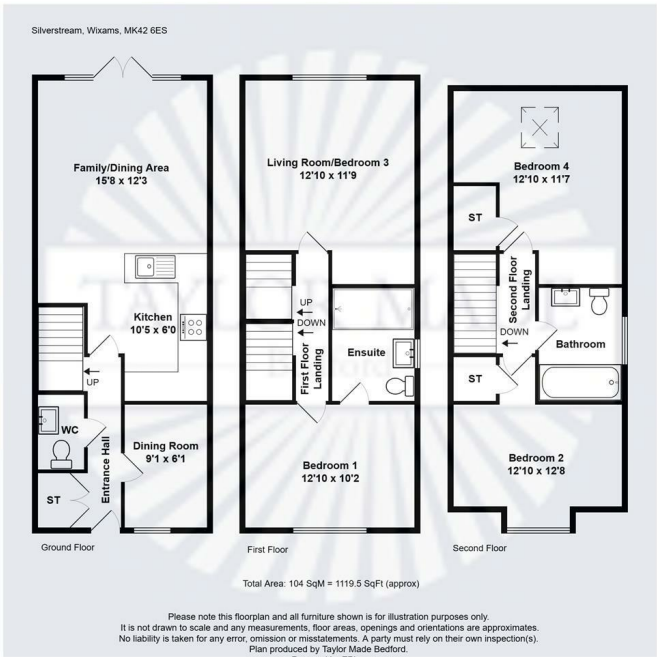 Silverstream, Wixams, MK42 6ES
Family/Dining Area
15'8 x 12'3
Kitchen
10'5 x 6'0
UP
WC
Entrance Hall
Dining Room
9'1 x 6'1
ST
Ground Floor
Living Room/Bedroom 3
12'10 x 11'9
UP
DOWN
First Floor
Landing
Ensuite
Bedroom 1
12'10 x 10'2
First Floor
Bedroom 4
12'10 x 11'7
ST
Second Floor
Landing
DOWN
Bathroom
ST
Bedroom 2
12'10 x 12'8
Second Floor
TAYLOR MADE
Bedford
Total Area: 104 SqM = 1119.5 SqFt (approx)
Please note this floorplan and all furniture shown is for illustration purposes only.
It is not drawn to scale and any measurements, floor areas, openings and orientations are approximates.
No liability is taken for any error, omission or misstatements. A party must rely on their own inspection(s).
Plan produced by Taylor Made Bedford.